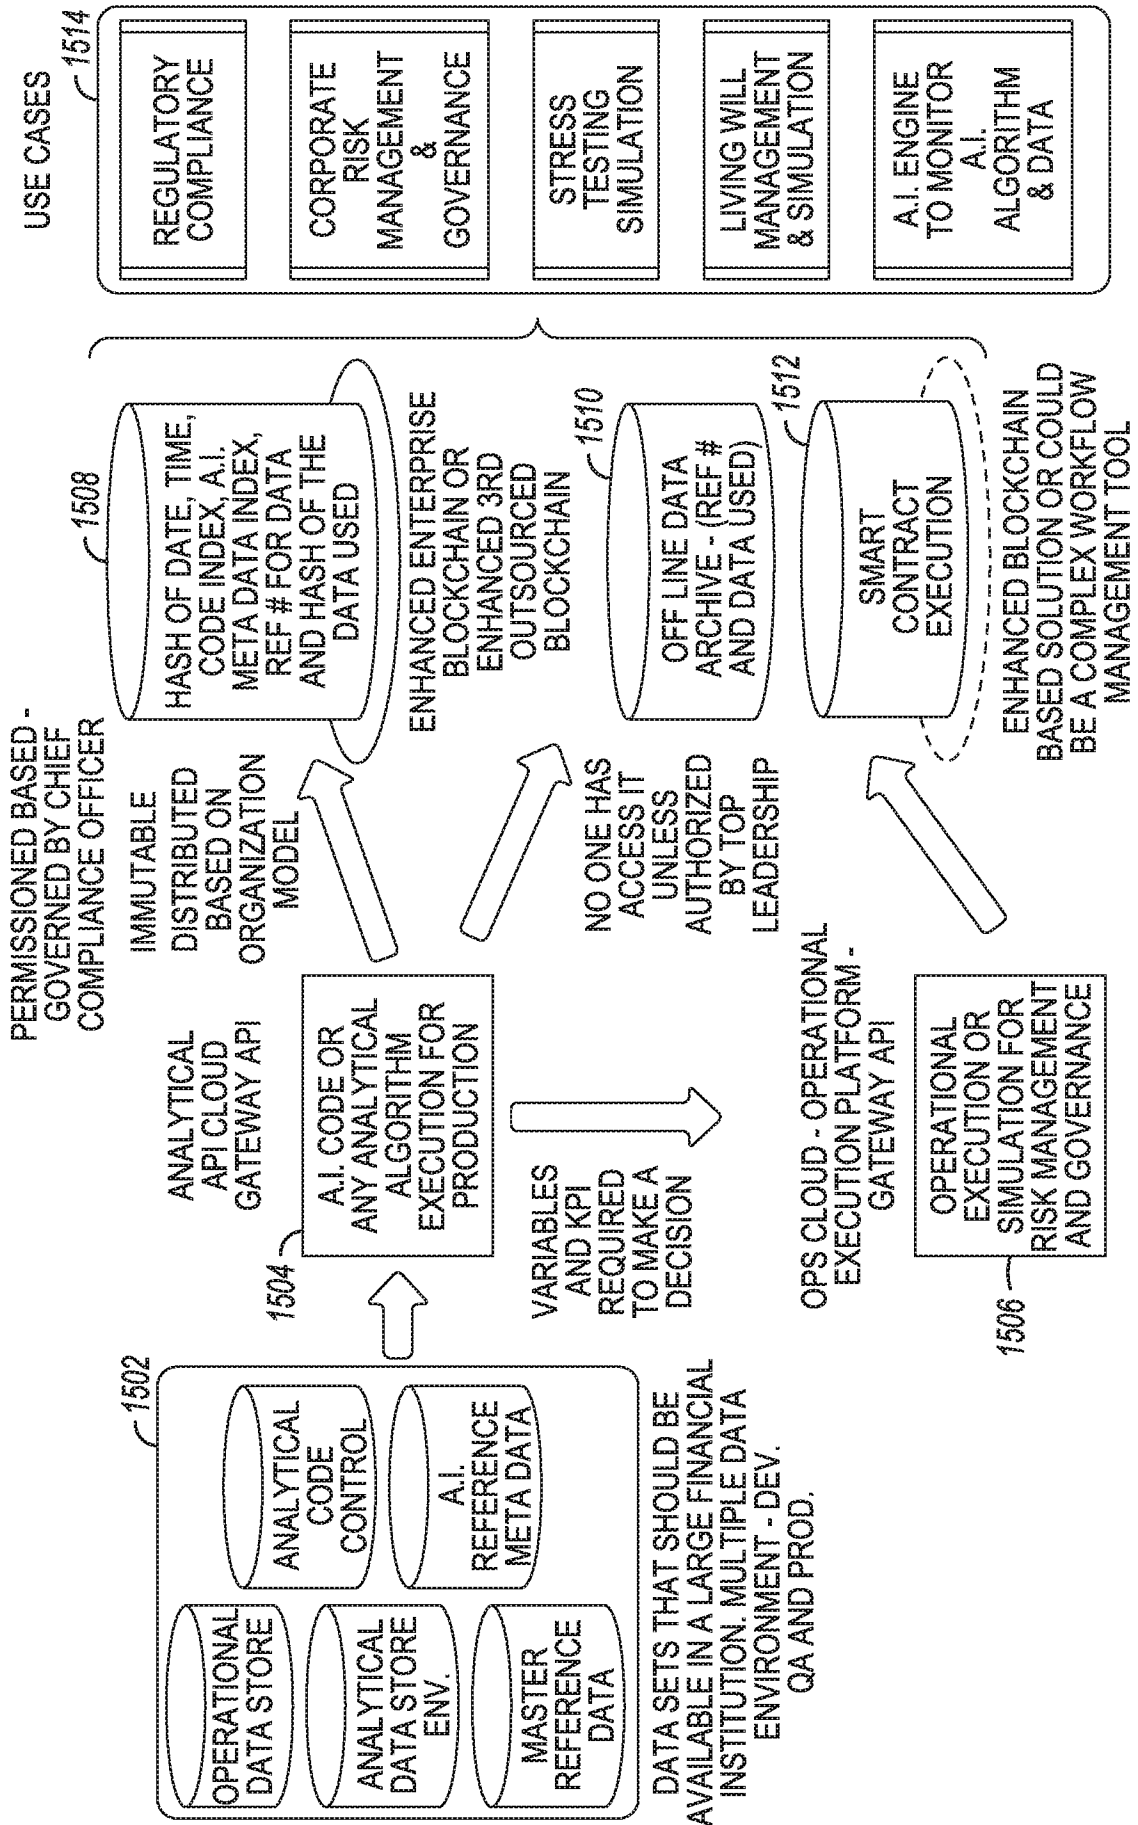 1502
OPERATIONAL
DATA STORE
ANALYTICAL
DATA STORE
ENV.
MASTER
REFERENCE
DATA
ANALYTICAL
CODE
CONTROL
A.I.
REFERENCE
META DATA
DATA SETS THAT SHOULD BE
AVAILABLE IN A LARGE FINANCIAL
INSTITUTION. MULTIPLE DATA
ENVIRONMENT - DEV.
QA AND PROD.
ANALYTICAL
API CLOUD
GATEWAY API
1504
A.I. CODE OR
ANY ANALYTICAL
ALGORITHM
EXECUTION FOR
PRODUCTION
VARIABLES
AND KPI
REQUIRED
TO MAKE A
DECISION
OPS CLOUD - OPERATIONAL
EXECUTION PLATFORM -
GATEWAY API
1506
OPERATIONAL
EXECUTION OR
SIMULATION FOR
RISK MANAGEMENT
AND GOVERNANCE
PERMISSIONED BASED -
GOVERNED BY CHIEF
COMPLIANCE OFFICER
IMMUTABLE
DISTRIBUTED
BASED ON
ORGANIZATION
MODEL
1508
HASH OF DATE, TIME,
CODE INDEX, A.I.
META DATA INDEX,
REF # FOR DATA
AND HASH OF THE
DATA USED
ENHANCED ENTERPRISE
BLOCKCHAIN OR
ENHANCED 3RD
OUTSOURCED
BLOCKCHAIN
NO ONE HAS
ACCESS IT
UNLESS
AUTHORIZED
BY TOP
LEADERSHIP
1510
OFF LINE DATA
ARCHIVE - (REF #
AND DATA USED)
1512
SMART
CONTRACT
EXECUTION
ENHANCED BLOCKCHAIN
BASED SOLUTION OR COULD
BE A COMPLEX WORKFLOW
MANAGEMENT TOOL
USE CASES
1514
REGULATORY
COMPLIANCE
CORPORATE
RISK
MANAGEMENT
&
GOVERNANCE
STRESS
TESTING
SIMULATION
LIVING WILL
MANAGEMENT
& SIMULATION
A.I. ENGINE
TO MONITOR
A.I.
ALGORITHM
& DATA